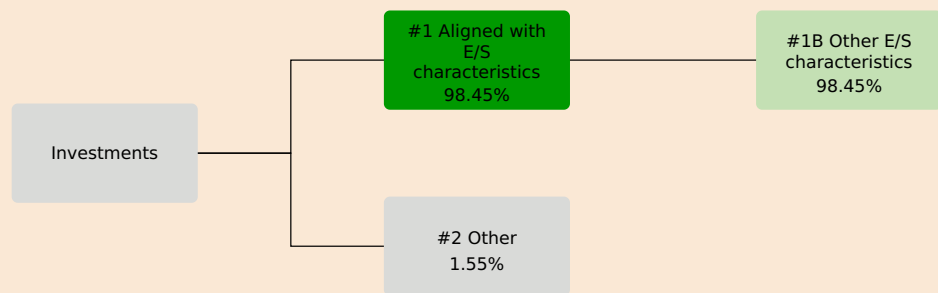 #1 Aligned with
E/S
characteristics
98.45%
#1B Other E/S
characteristics
98.45%
Investments
#2 Other
1.55%